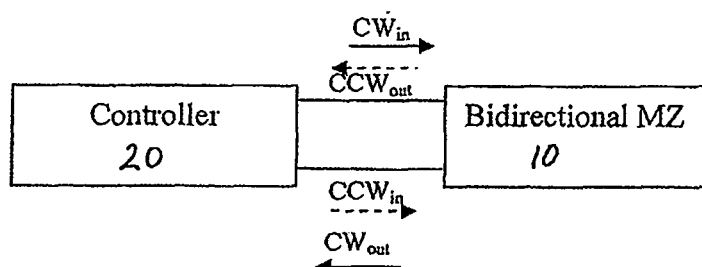 CW_in
CCW_out
Controller
20
Bidirectional MZ
10
CCW_in
CW_out